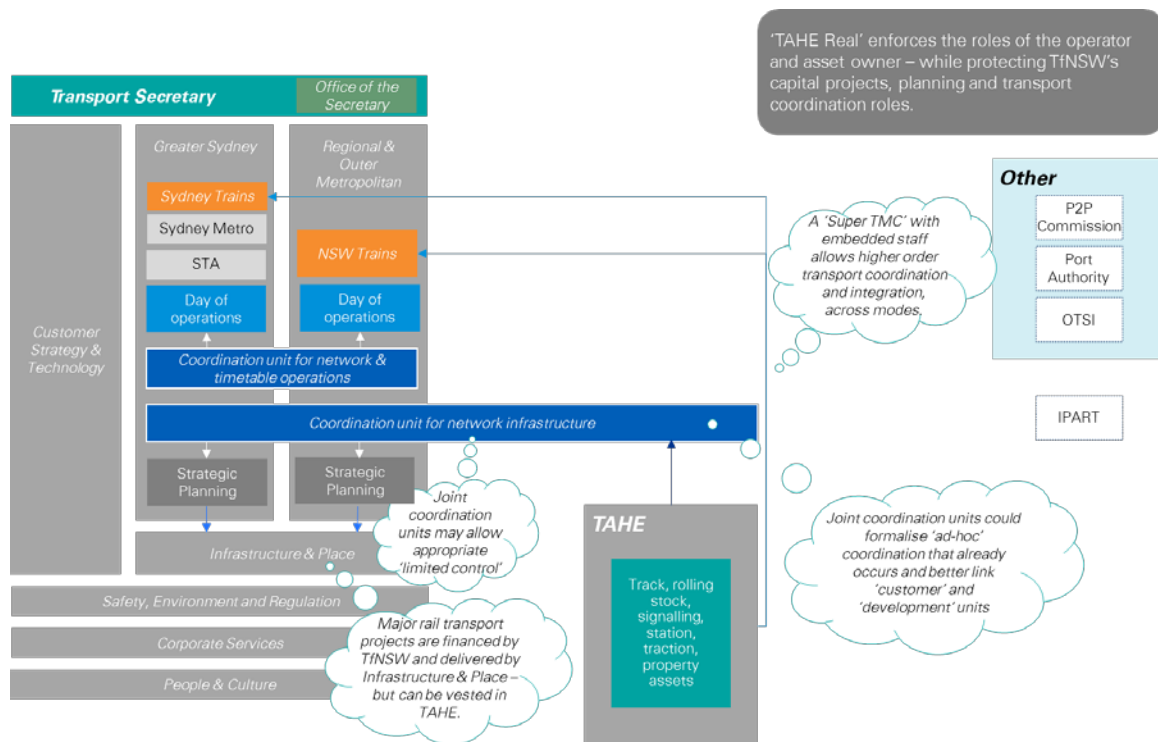 'TAHE Real' enforces the roles of the operator
and asset owner – while protecting TfNSW's
capital projects, planning and transport
coordination roles.
Transport Secretary
Office of the
Secretary
Customer
Strategy &
Technology
Greater Sydney
Sydney Trains
Sydney Metro
STA
Day of
operations
Regional &
Outer
Metropolitan
NSW Trains
Day of
operations
Coordination unit for network &
timetable operations
Coordination unit for network infrastructure
Strategic
Planning
Strategic
Planning
Infrastructure & Place
Safety, Environment and Regulation
Corporate Services
People & Culture
Joint
coordination
units may allow
appropriate
'limited control'
Major rail transport
projects are financed by
TfNSW and delivered by
Infrastructure & Place –
but can be vested in
TAHE.
TAHE
Track, rolling
stock,
signalling,
station,
traction,
property
assets
A 'Super TMC' with
embedded staff
allows higher order
transport coordination
and integration,
across modes.
Joint coordination units could
formalise 'ad-hoc'
coordination that already
occurs and better link
'customer' and
'development' units
Other
P2P
Commission
Port
Authority
OTSI
IPART